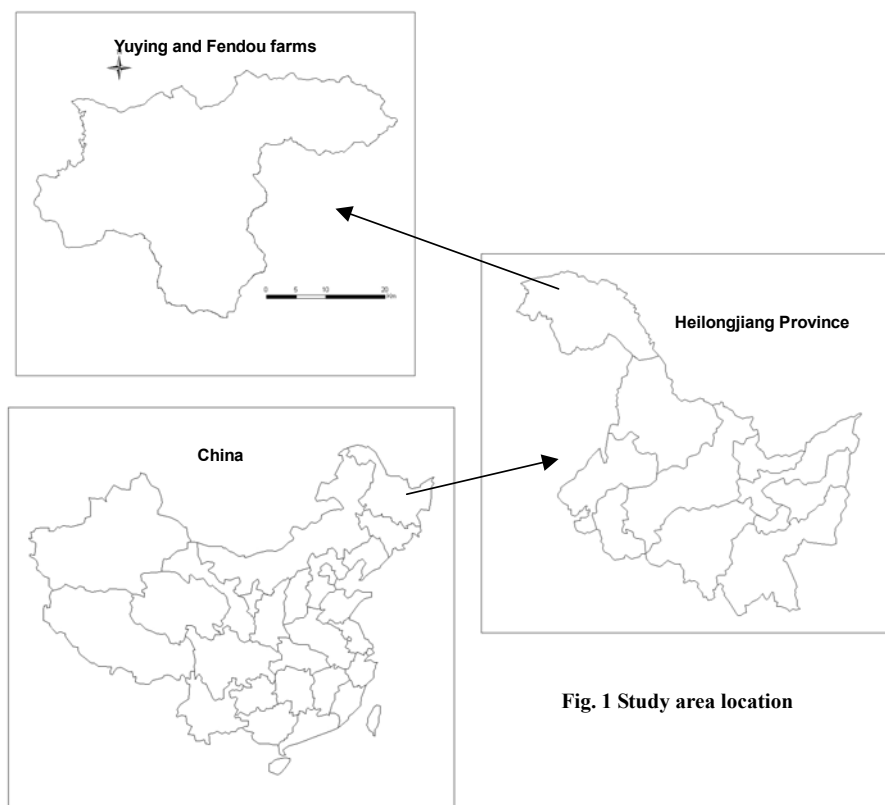 Yuying and Fendou farms
0 5 10 20
Heilongjiang Province
China
Fig. 1 Study area location